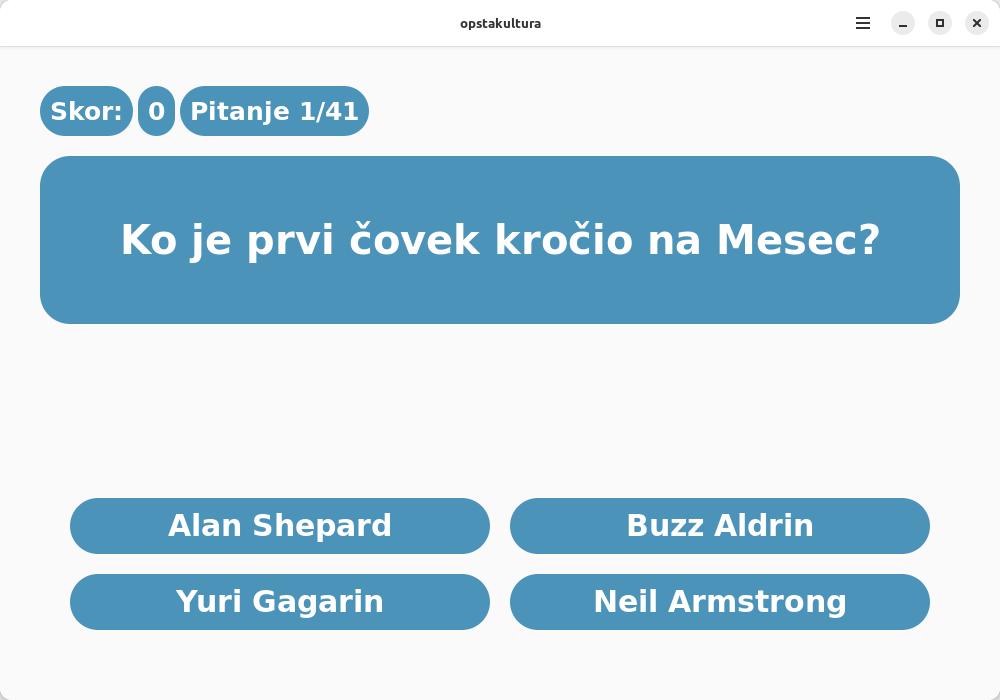 opstakultura
Skor: 0 Pitanje 1/41
Ko je prvi čovek kročio na Mesec?
Alan Shepard Buzz Aldrin
Yuri Gagarin Neil Armstrong